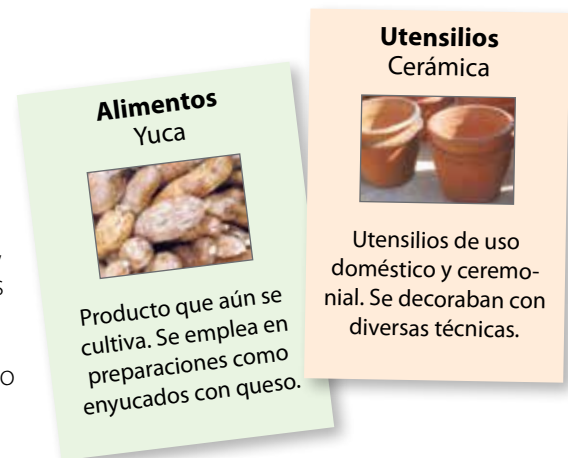 Alimentos
Yuca
Producto que aún se
cultiva. Se emplea en
preparaciones como
enyucados con queso.
Utensilios
Cerámica
Utensilios de uso
doméstico y ceremo-
nial. Se decoraban con
diversas técnicas.